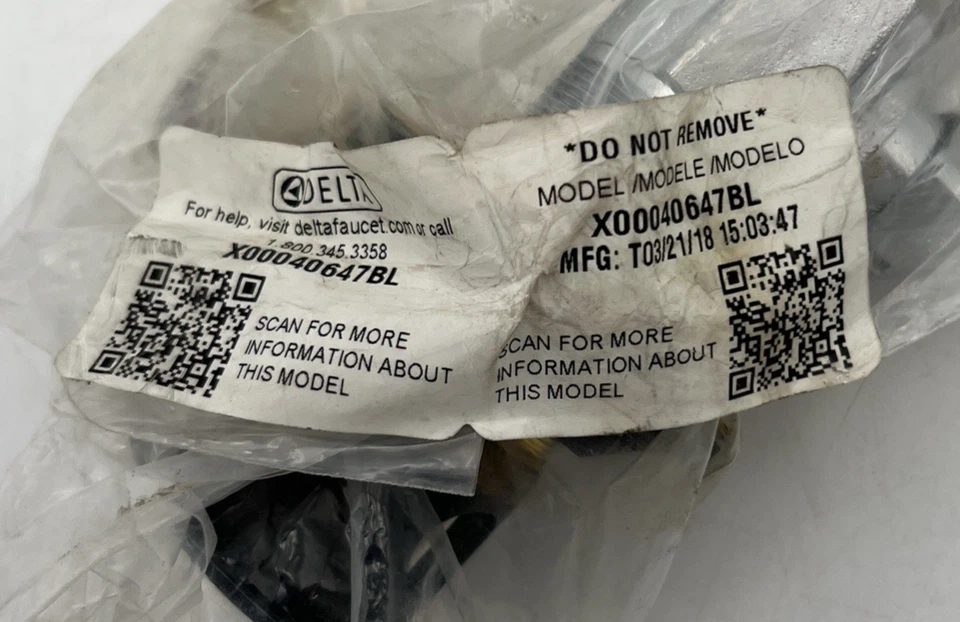 DELTA
For help, visit deltafaucet.com or call
1.800.345.3358
X00040647BL
SCAN FOR MORE
INFORMATION ABOUT
THIS MODEL
*DO NOT REMOVE*
MODEL /MODELE /MODELO
X00040647BL
MFG: T03/21/18 15:03:47
SCAN FOR MORE
INFORMATION ABOUT
THIS MODEL